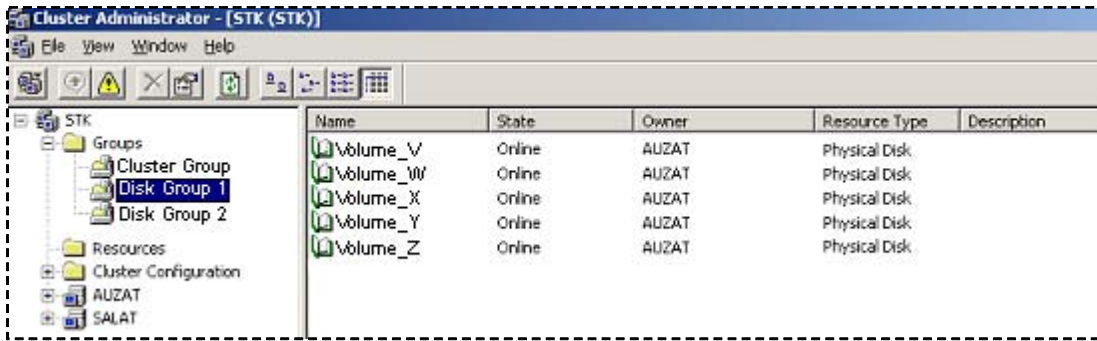 Cluster Administrator - [STK (STK)]
File View Window Help
STK
Groups
Cluster Group
Disk Group 1
Disk Group 2
Resources
Cluster Configuration
AUZAT
SALAT
Name State Owner Resource Type Description
Volume_V Online AUZAT Physical Disk
Volume_W Online AUZAT Physical Disk
Volume_X Online AUZAT Physical Disk
Volume_Y Online AUZAT Physical Disk
Volume_Z Online AUZAT Physical Disk